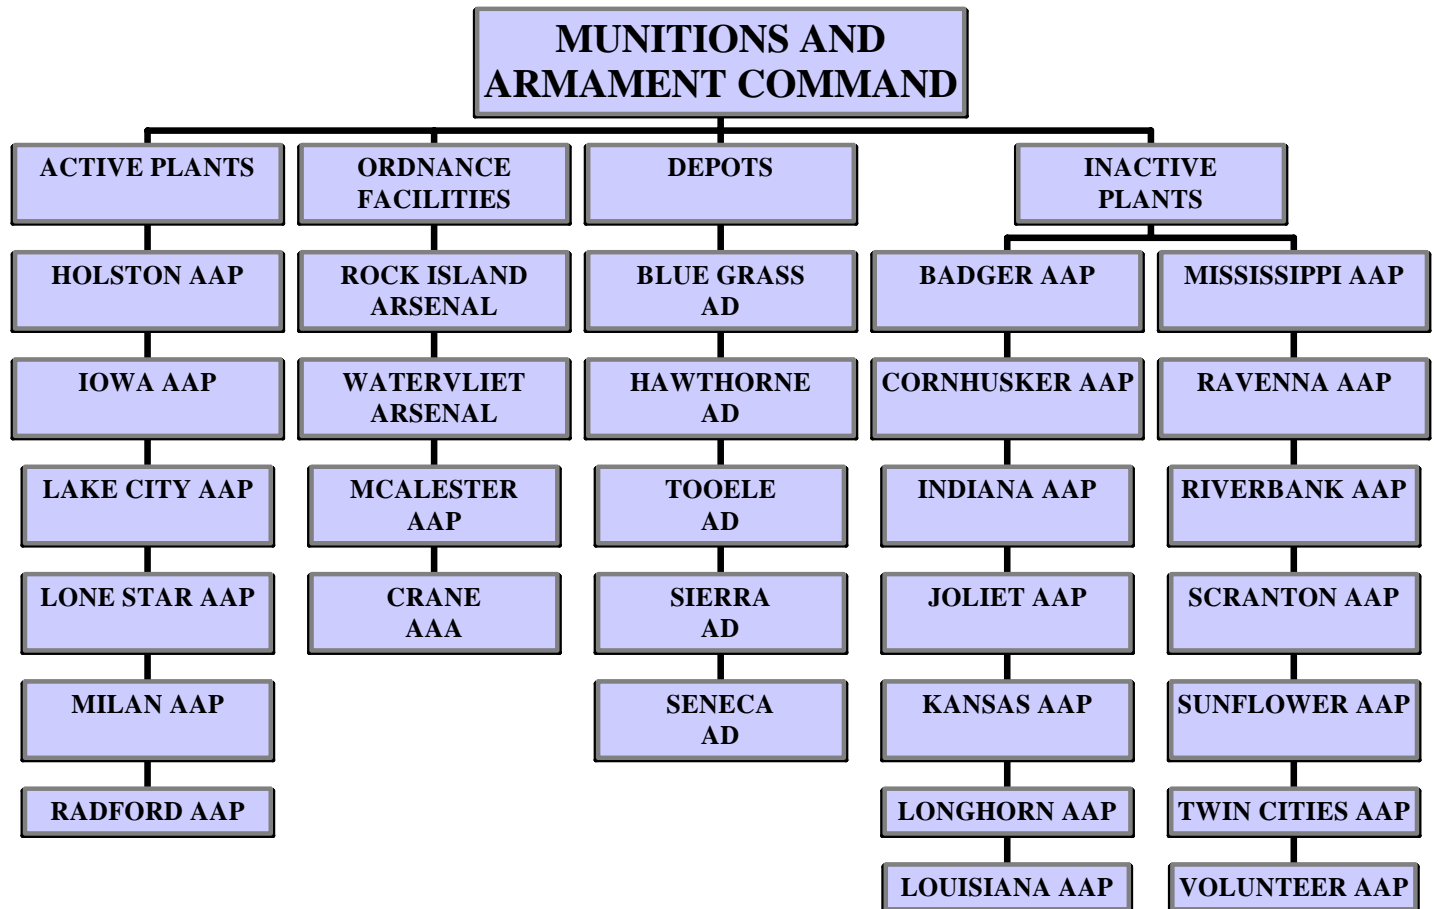 MUNITIONS AND
ARMAMENT COMMAND
ACTIVE PLANTS
ORDNANCE
FACILITIES
DEPOTS
INACTIVE
PLANTS
HOLSTON AAP
IOWA AAP
LAKE CITY AAP
LONE STAR AAP
MILAN AAP
RADFORD AAP
ROCK ISLAND
ARSENAL
WATERVLIET
ARSENAL
MCALESTER
AAP
CRANE
AAA
BLUE GRASS
AD
HAWTHORNE
AD
TOOELE
AD
SIERRA
AD
SENECA
AD
BADGER AAP
CORNHUSKER AAP
INDIANA AAP
JOLIET AAP
KANSAS AAP
LONGHORN AAP
LOUISIANA AAP
MISSISSIPPI AAP
RAVENNA AAP
RIVERBANK AAP
SCRANTON AAP
SUNFLOWER AAP
TWIN CITIES AAP
VOLUNTEER AAP